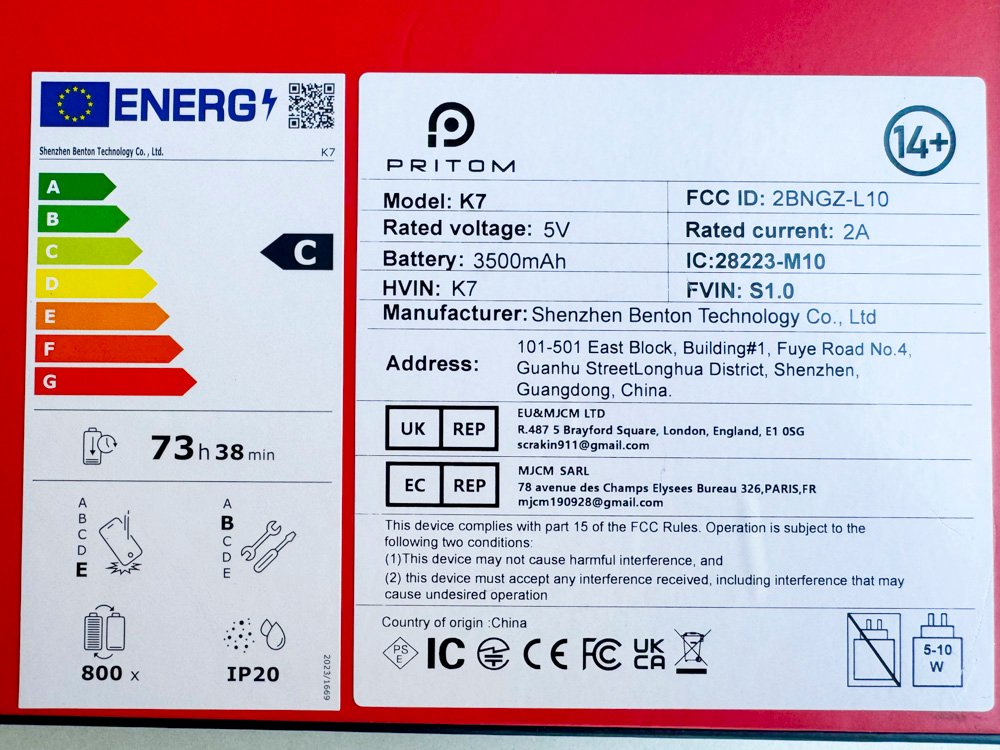 ENERG
Shenzhen Benton Technology Co., Ltd. K7
A
B
C
C
D
E
F
G
73 h 38 min
A
B
C
D
E
A
B
C
D
E
800 x
IP20
2023/1669
PRITOM
14+
Model: K7
FCC ID: 2BNGZ-L10
Rated voltage: 5V
Rated current: 2A
Battery: 3500mAh
IC:28223-M10
HVIN: K7
FVIN: S1.0
Manufacturer: Shenzhen Benton Technology Co., Ltd
Address:
101-501 East Block, Building#1, Fuye Road No.4,
Guanhu StreetLonghua District, Shenzhen,
Guangdong, China.
UK REP
EU&MJCM LTD
R.487 5 Brayford Square, London, England, E1 0SG
scrakin911@gmail.com
EC REP
MJCM SARL
78 avenue des Champs Elysees Bureau 326,PARIS,FR
mjcm190928@gmail.com
This device complies with part 15 of the FCC Rules. Operation is subject to the
following two conditions:
(1)This device may not cause harmful interference, and
(2) this device must accept any interference received, including interference that may
cause undesired operation
Country of origin :China
PS
E
IC
CE
FC
UK
CA
5-10
W